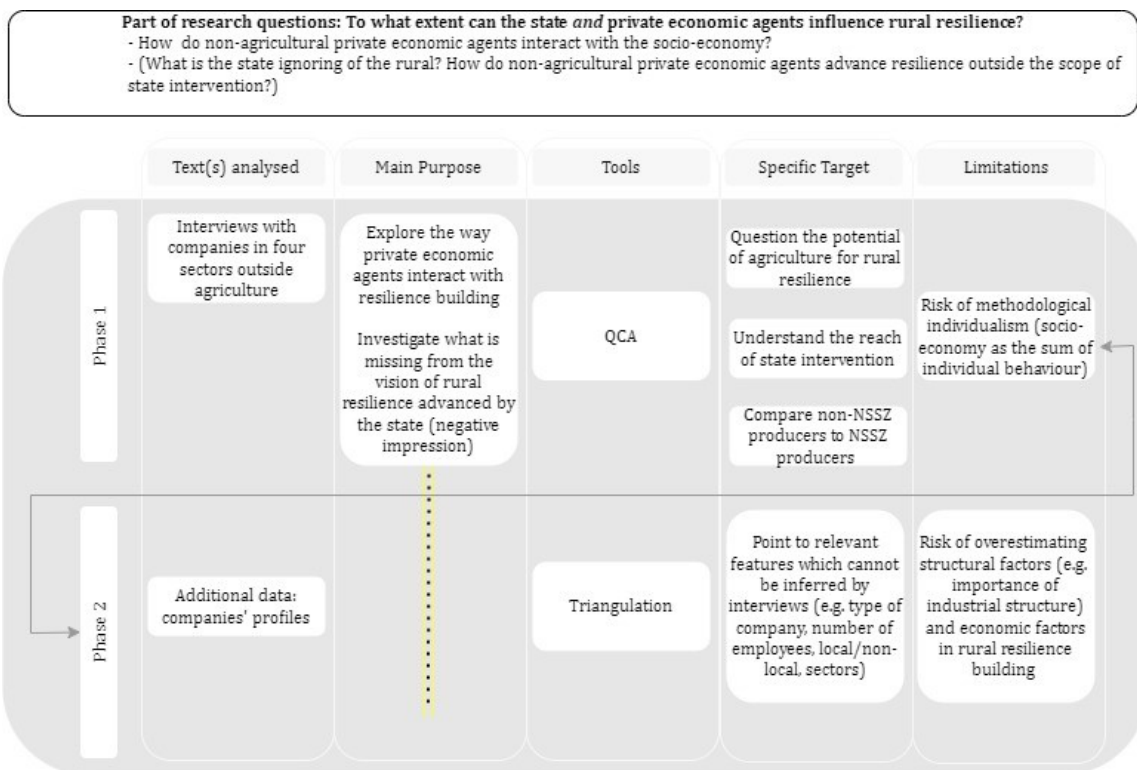 Part of research questions: To what extent can the state and private economic agents influence rural resilience?
- How do non-agricultural private economic agents interact with the socio-economy?
- (What is the state ignoring of the rural? How do non-agricultural private economic agents advance resilience outside the scope of
state intervention?)
Text(s) analysed
Main Purpose
Tools
Specific Target
Limitations
Phase 1
Interviews with
companies in four
sectors outside
agriculture
Explore the way
private economic
agents interact with
resilience building
Investigate what is
missing from the
vision of rural
resilience advanced by
the state (negative
impression)
QCA
Question the potential
of agriculture for rural
resilience
Understand the reach
of state intervention
Compare non-NSSZ
producers to NSSZ
producers
Risk of methodological
individualism (socio-
economy as the sum of
individual behaviour)
Phase 2
Additional data:
companies' profiles
Triangulation
Point to relevant
features which cannot
be inferred by
interviews (e.g. type of
company, number of
employees, local/non-
local, sectors)
Risk of overestimating
structural factors (e.g.
importance of
industrial structure)
and economic factors
in rural resilience
building